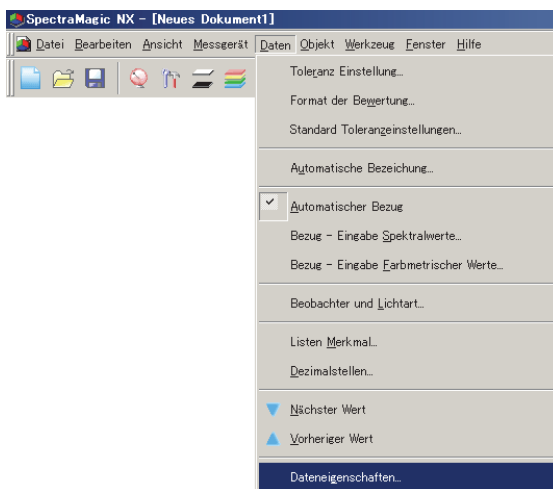 SpectraMagic NX - [Neues Dokument1]
Datei Bearbeiten Ansicht Messgerät Daten Objekt Werkzeug Fenster Hilfe
Toleranz Einstellung...
Format der Bewertung...
Standard Toleranzeinstellungen...
Automatische Bezeichung...
Automatischer Bezug
Bezug - Eingabe Spektralwerte...
Bezug - Eingabe Farbmetrischer Werte...
Beobachter und Lichtart...
Listen Merkmal...
Dezimalstellen...
Nächster Wert
Vorheriger Wert
Dateneigenschaften...